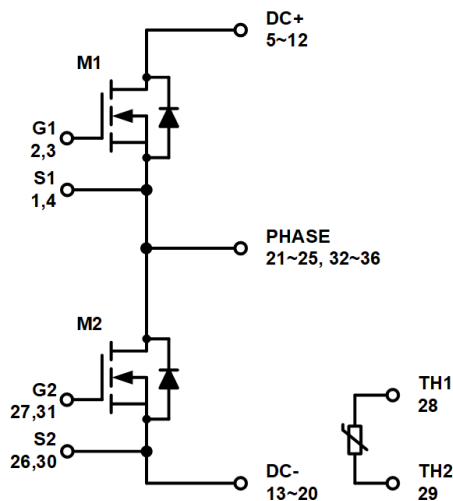 DC+
5~12
M1
G1
2,3
S1
1,4
PHASE
21~25, 32~36
M2
G2
27,31
S2
26,30
TH1
28
DC-
13~20
TH2
29